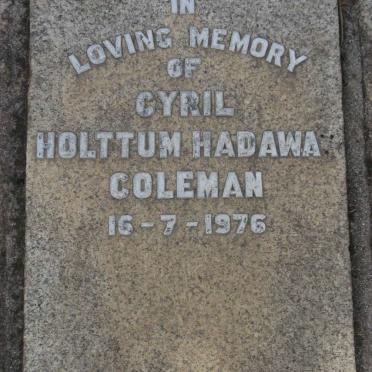 IN
LOVING MEMORY
OF
CYRIL
HOLTTUM HADAWA
COLEMAN
16-7-1976